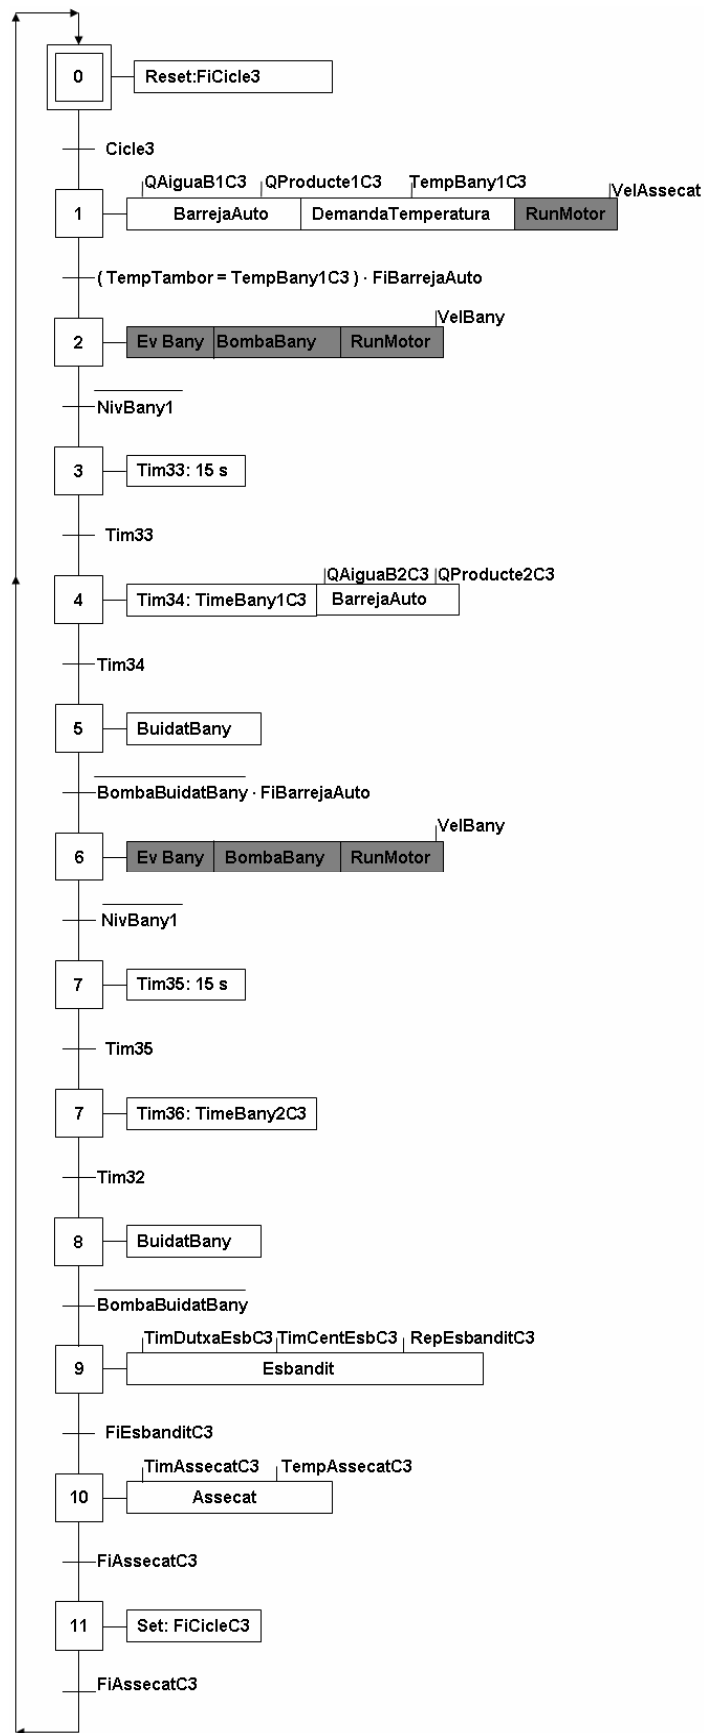 0 Reset:FiCicle3
Cicle3
QAiguaB1C3 QProducte1C3 TempBany1C3 VelAssecat
1 BarrejaAuto DemandaTemperatura RunMotor
( TempTambor = TempBany1C3 ) · FiBarrejaAuto
VelBany
2 Ev Bany BombaBany RunMotor
NivBany1
3 Tim33: 15 s
Tim33
QAiguaB2C3 QProducte2C3
4 Tim34: TimeBany1C3 BarrejaAuto
Tim34
5 BuidatBany
BombaBuidatBany · FiBarrejaAuto
VelBany
6 Ev Bany BombaBany RunMotor
NivBany1
7 Tim35: 15 s
Tim35
7 Tim36: TimeBany2C3
Tim32
8 BuidatBany
BombaBuidatBany
TimDutxaEsbC3 TimCentEsbC3 RepEsbanditC3
9 Esbandit
FiEsbanditC3
TimAssecatC3 TempAssecatC3
10 Assecat
FiAssecatC3
11 Set: FiCicleC3
FiAssecatC3